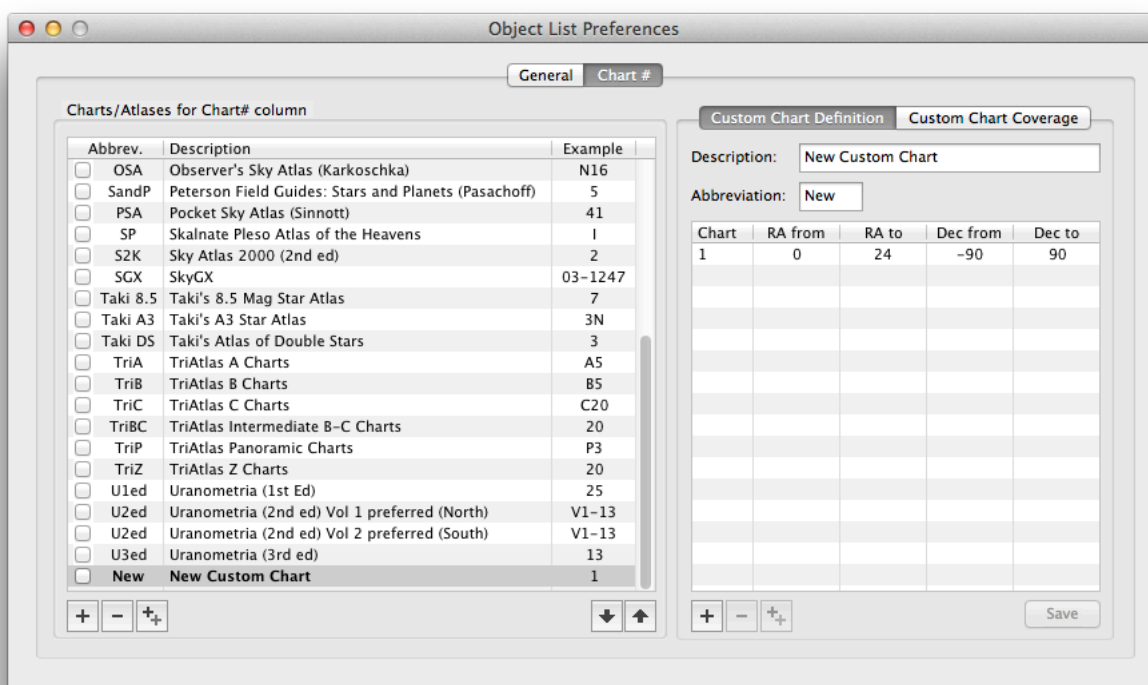 Object List Preferences
General Chart #
Charts/Atlases for Chart# column
Abbrev. Description Example
OSA Observer's Sky Atlas (Karkoschka) N16
SandP Peterson Field Guides: Stars and Planets (Pasachoff) 5
PSA Pocket Sky Atlas (Sinnott) 41
SP Skalnate Pleso Atlas of the Heavens I
S2K Sky Atlas 2000 (2nd ed) 2
SGX SkyGX 03-1247
Taki 8.5 Taki's 8.5 Mag Star Atlas 7
Taki A3 Taki's A3 Star Atlas 3N
Taki DS Taki's Atlas of Double Stars 3
TriA TriAtlas A Charts A5
TriB TriAtlas B Charts B5
TriC TriAtlas C Charts C20
TriBC TriAtlas Intermediate B-C Charts 20
TriP TriAtlas Panoramic Charts P3
TriZ TriAtlas Z Charts 20
U1ed Uranometria (1st Ed) 25
U2ed Uranometria (2nd ed) Vol 1 preferred (North) V1-13
U2ed Uranometria (2nd ed) Vol 2 preferred (South) V1-13
U3ed Uranometria (3rd ed) 13
New New Custom Chart 1
Custom Chart Definition Custom Chart Coverage
Description: New Custom Chart
Abbreviation: New
Chart RA from RA to Dec from Dec to
1 0 24 -90 90
Save